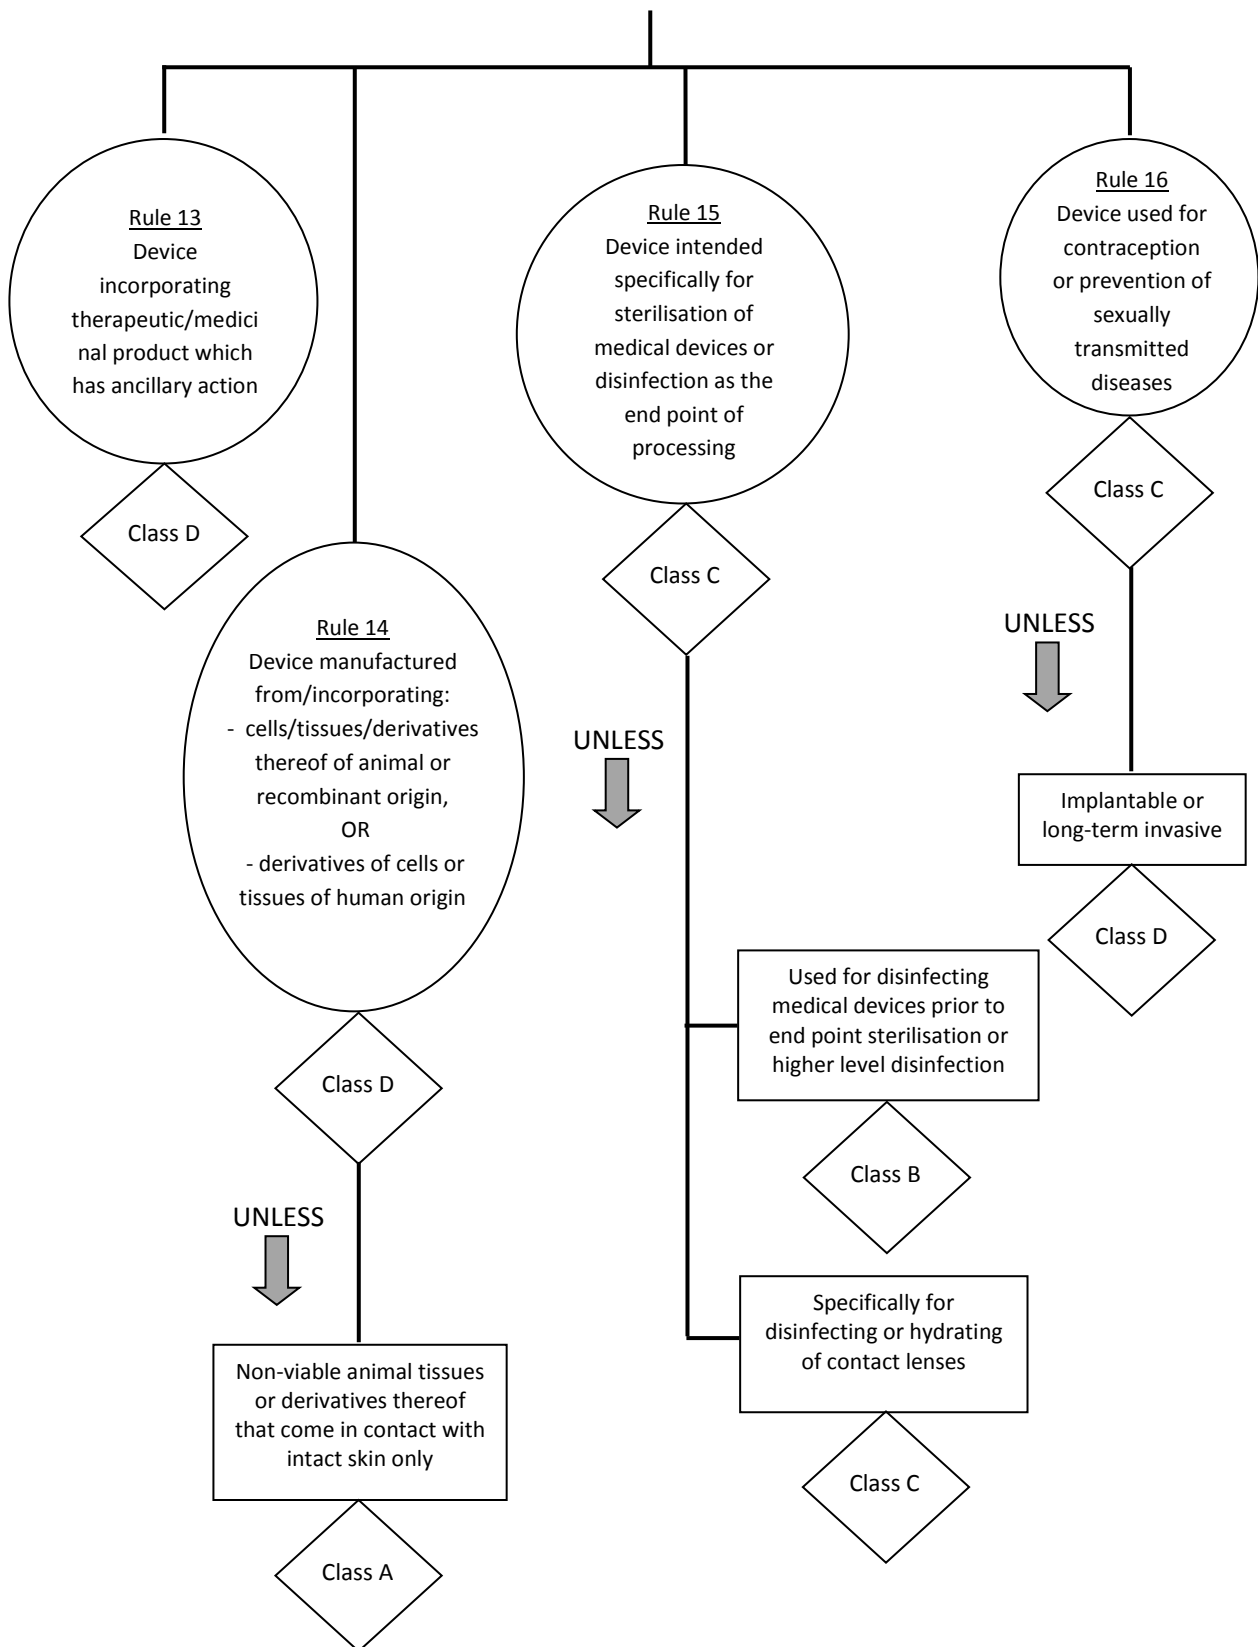 Rule 13
Device
incorporating
therapeutic/medici
nal product which
has ancillary action
Class D
Rule 14
Device manufactured
from/incorporating:
- cells/tissues/derivatives
thereof of animal or
recombinant origin,
OR
- derivatives of cells or
tissues of human origin
Class D
UNLESS
Non-viable animal tissues
or derivatives thereof
that come in contact with
intact skin only
Class A
Rule 15
Device intended
specifically for
sterilisation of
medical devices or
disinfection as the
end point of
processing
Class C
UNLESS
Used for disinfecting
medical devices prior to
end point sterilisation or
higher level disinfection
Class B
Specifically for
disinfecting or hydrating
of contact lenses
Class C
Rule 16
Device used for
contraception
or prevention of
sexually
transmitted
diseases
Class C
UNLESS
Implantable or
long-term invasive
Class D